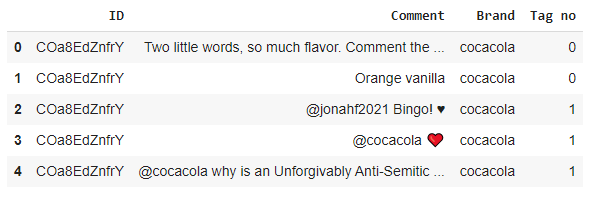 ID Comment Brand Tag no
0 COa8EdZnfrY Two little words, so much flavor. Comment the ... cocacola 0
1 COa8EdZnfrY Orange vanilla cocacola 0
2 COa8EdZnfrY @jonahf2021 Bingo! ♥ cocacola 1
3 COa8EdZnfrY @cocacola ❤️ cocacola 1
4 COa8EdZnfrY @cocacola why is an Unforgivably Anti-Semitic ... cocacola 1